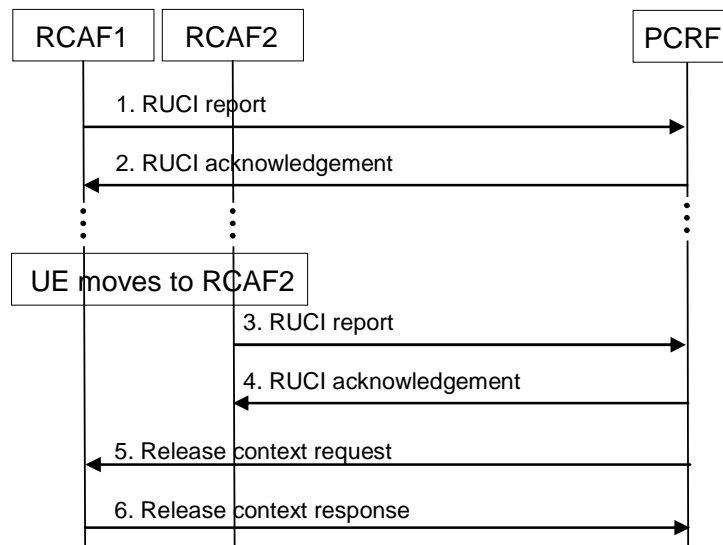 RCAF1
RCAF2
PCRF
1. RUCI report
2. RUCI acknowledgement
UE moves to RCAF2
3. RUCI report
4. RUCI acknowledgement
5. Release context request
6. Release context response